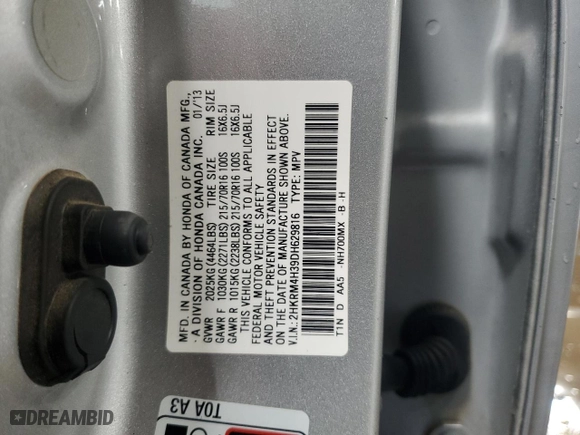 MFD. IN CANADA BY HONDA OF CANADA MFG.,
A DIVISION OF HONDA CANADA INC. 01/'13
GVWR 2025KG(4464LBS) TIRE SIZE RIM SIZE
GAWR F 1030KG(2271LBS) 215/70R16 100S 16X6.5J
GAWR R 1015KG(2238LBS) 215/70R16 100S 16X6.5J
THIS VEHICLE CONFORMS TO ALL APPLICABLE
FEDERAL MOTOR VEHICLE SAFETY
AND THEFT PREVENTION STANDARDS IN EFFECT
ON THE DATE OF MANUFACTURE SHOWN ABOVE.
V.I.N.: 2HKRM4H39DH629816 TYPE: MPV
T1N D AA5 -NH700MX -B -H
T0A A3
DREAMBID